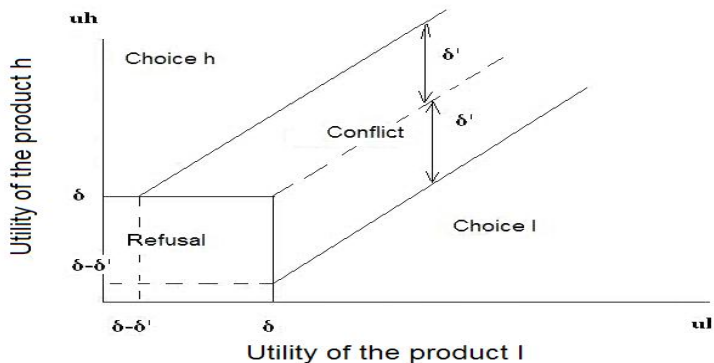 uh
Choice h
δ'
Conflict
δ'
Utility of the product h
δ
Refusal
Choice l
δ-δ'
δ-δ'
δ
ul
Utility of the product l